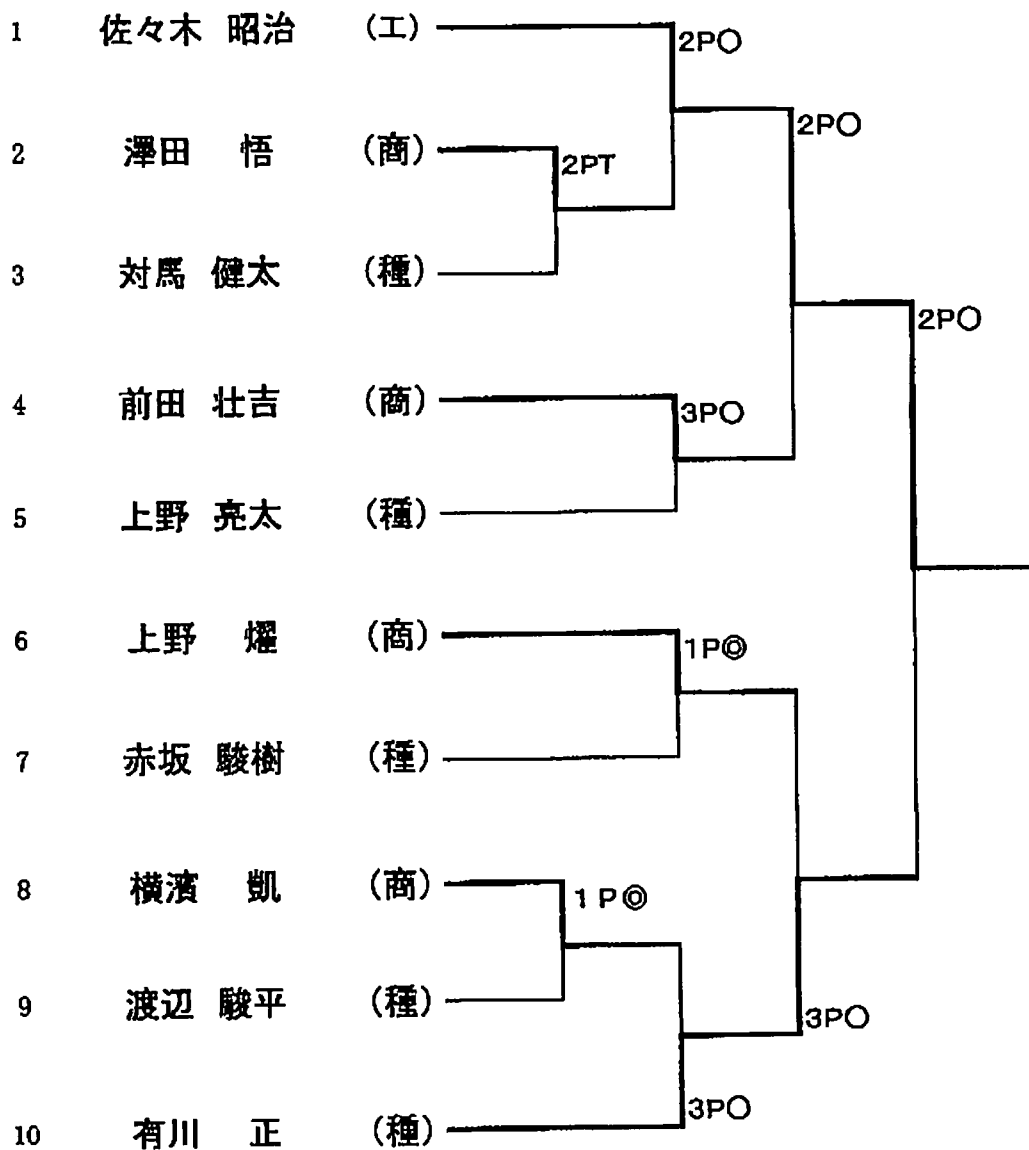 1 佐々木 昭治 (工)
2PO
2 澤田 悟 (商)
2PO
2PT
3 対馬 健太 (種)
2PO
4 前田 壮吉 (商)
3PO
5 上野 亮太 (種)
6 上野 燿 (商)
1P◎
7 赤坂 駿樹 (種)
8 横濱 凱 (商)
1P◎
9 渡辺 駿平 (種)
3PO
3PO
10 有川 正 (種)